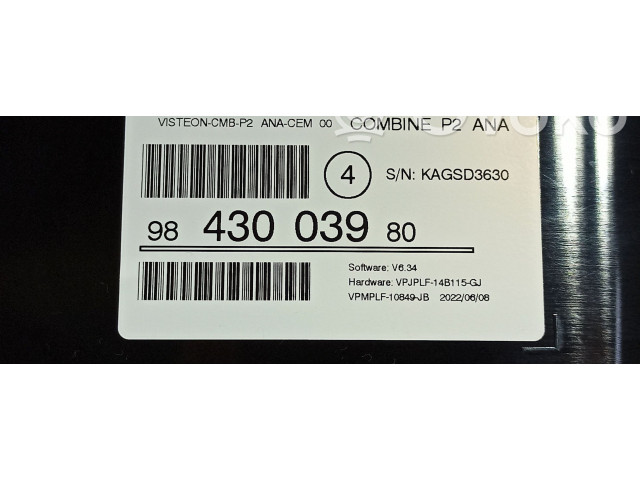 VISTEON-CMB-P2 ANA-CEM 00 COMBINE P2 ANA
4 S/N: KAGSD3630
98 430 039 80
Software: V6.34
Hardware: VPJPLF-14B115-GJ
VPMPLF-10849-JB 2022/06/08